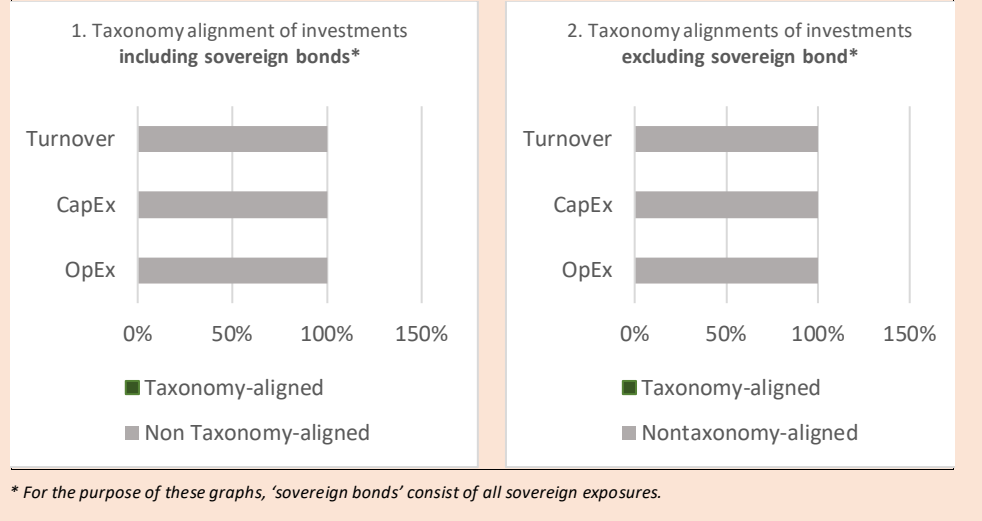 1. Taxonomy alignment of investments
including sovereign bonds*
Turnover
CapEx
OpEx
0% 50% 100% 150%
Taxonomy-aligned
Non Taxonomy-aligned
2. Taxonomy alignments of investments
excluding sovereign bond*
Turnover
CapEx
OpEx
0% 50% 100% 150%
Taxonomy-aligned
Nontaxonomy-aligned
* For the purpose of these graphs, ‘sovereign bonds’ consist of all sovereign exposures.